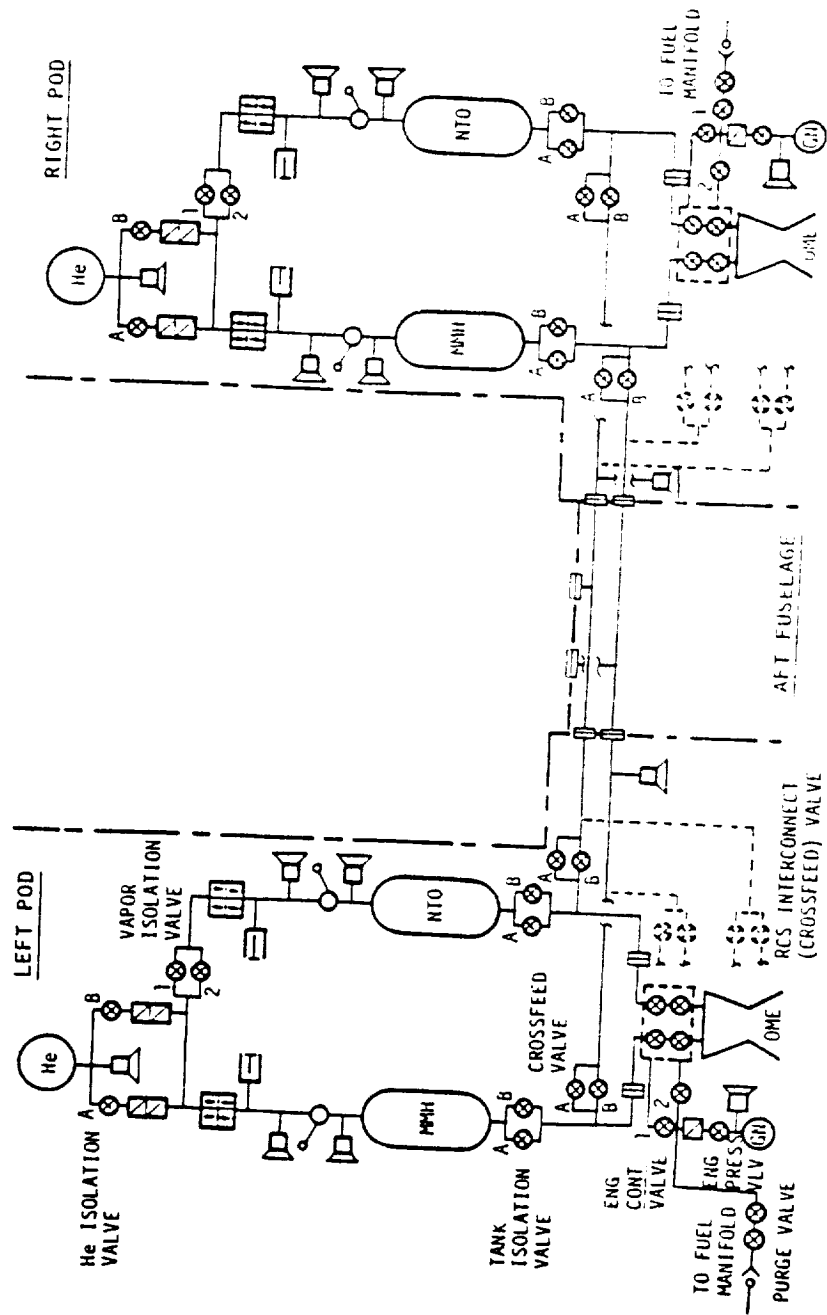 LEFT POD
He
He ISOLATION
VALVE
A
B
VAPOR
ISOLATION
VALVE
1
2
MMH
NTO
TANK
ISOLATION
VALVE
A
B
A
B
CROSSFEED
VALVE
A
B
A
B
ENG
CONT
VALVE
1
2
ENG
PRESS
VLV
GN
OME
TO FUEL
MANIFOLD
PURGE VALVE
RCS INTERCONNECT
(CROSSFEED) VALVE
AFT FUSELAGE
RIGHT POD
He
A
B
1
2
MMH
NTO
A
B
A
B
A
B
A
B
1
2
GN
OME
TO FUEL
MANIFOLD